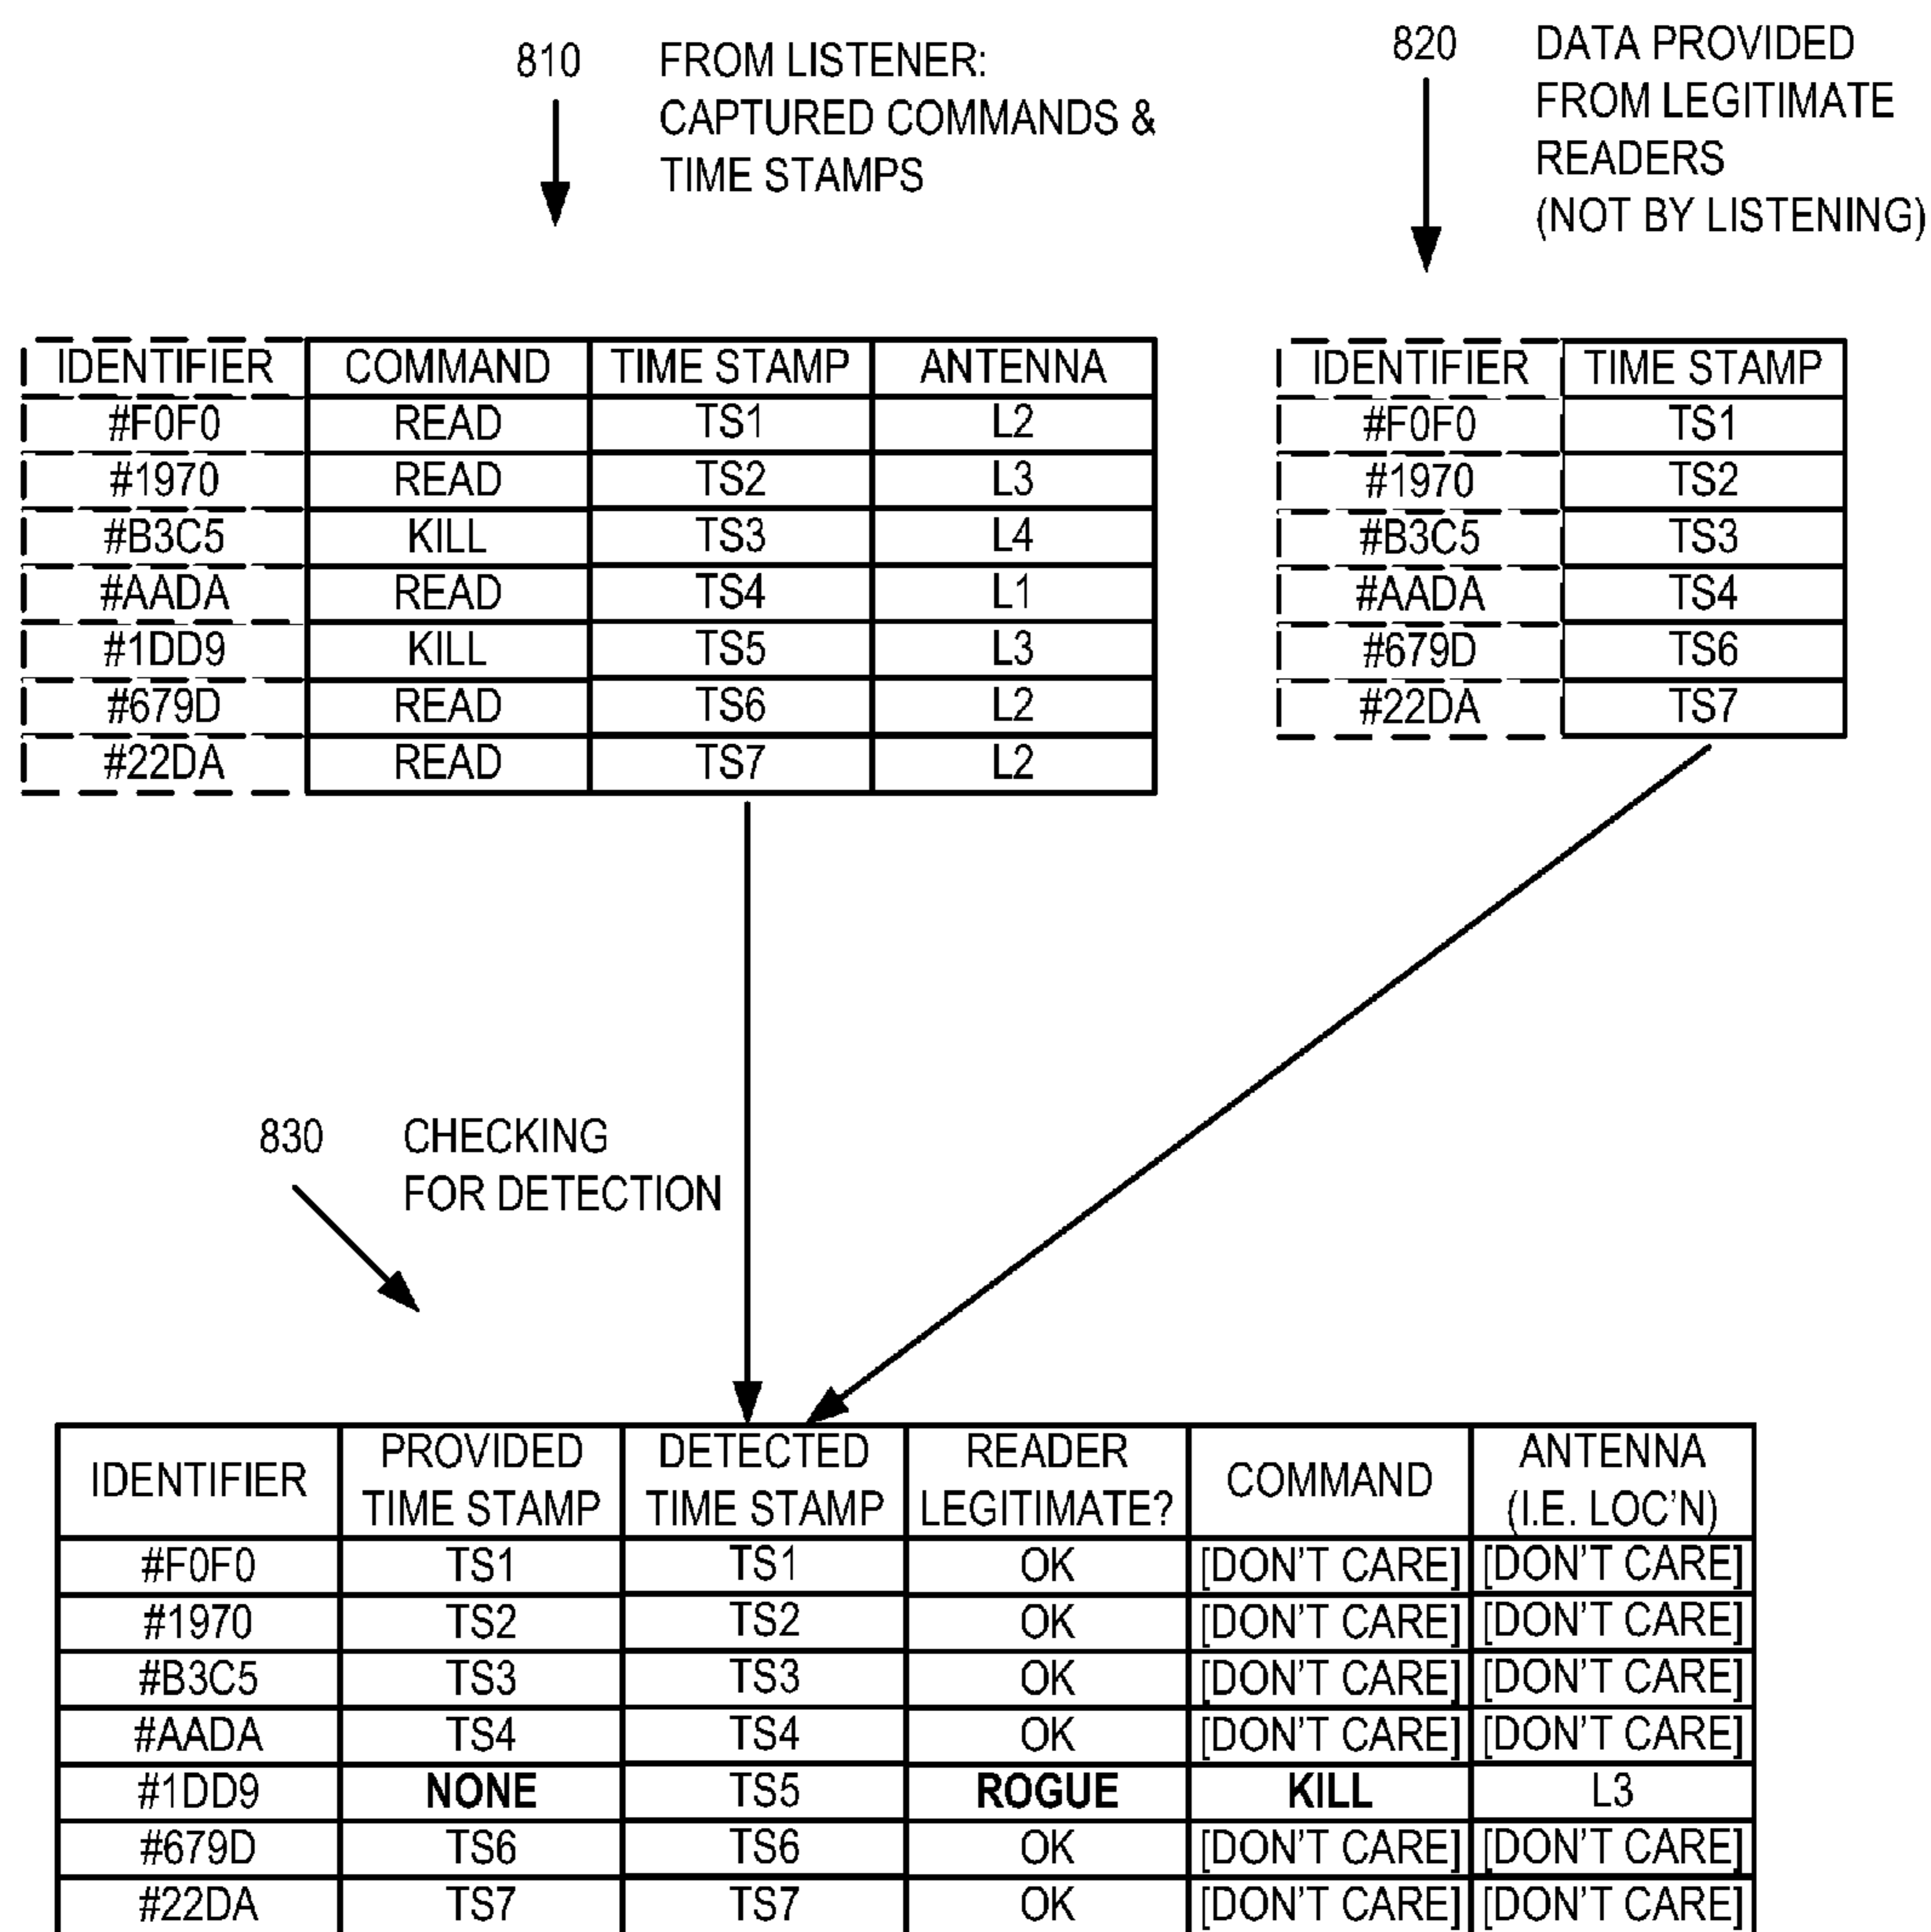 810 FROM LISTENER:
CAPTURED COMMANDS &
TIME STAMPS
820 DATA PROVIDED
FROM LEGITIMATE
READERS
(NOT BY LISTENING)
IDENTIFIER COMMAND TIME STAMP ANTENNA
#F0F0 READ TS1 L2
#1970 READ TS2 L3
#B3C5 KILL TS3 L4
#AADA READ TS4 L1
#1DD9 KILL TS5 L3
#679D READ TS6 L2
#22DA READ TS7 L2
IDENTIFIER TIME STAMP
#F0F0 TS1
#1970 TS2
#B3C5 TS3
#AADA TS4
#679D TS6
#22DA TS7
830 CHECKING
FOR DETECTION
IDENTIFIER PROVIDED TIME STAMP DETECTED TIME STAMP READER LEGITIMATE? COMMAND ANTENNA (I.E. LOC'N)
#F0F0 TS1 TS1 OK [DON'T CARE] [DON'T CARE]
#1970 TS2 TS2 OK [DON'T CARE] [DON'T CARE]
#B3C5 TS3 TS3 OK [DON'T CARE] [DON'T CARE]
#AADA TS4 TS4 OK [DON'T CARE] [DON'T CARE]
#1DD9 NONE TS5 ROGUE KILL L3
#679D TS6 TS6 OK [DON'T CARE] [DON'T CARE]
#22DA TS7 TS7 OK [DON'T CARE] [DON'T CARE]